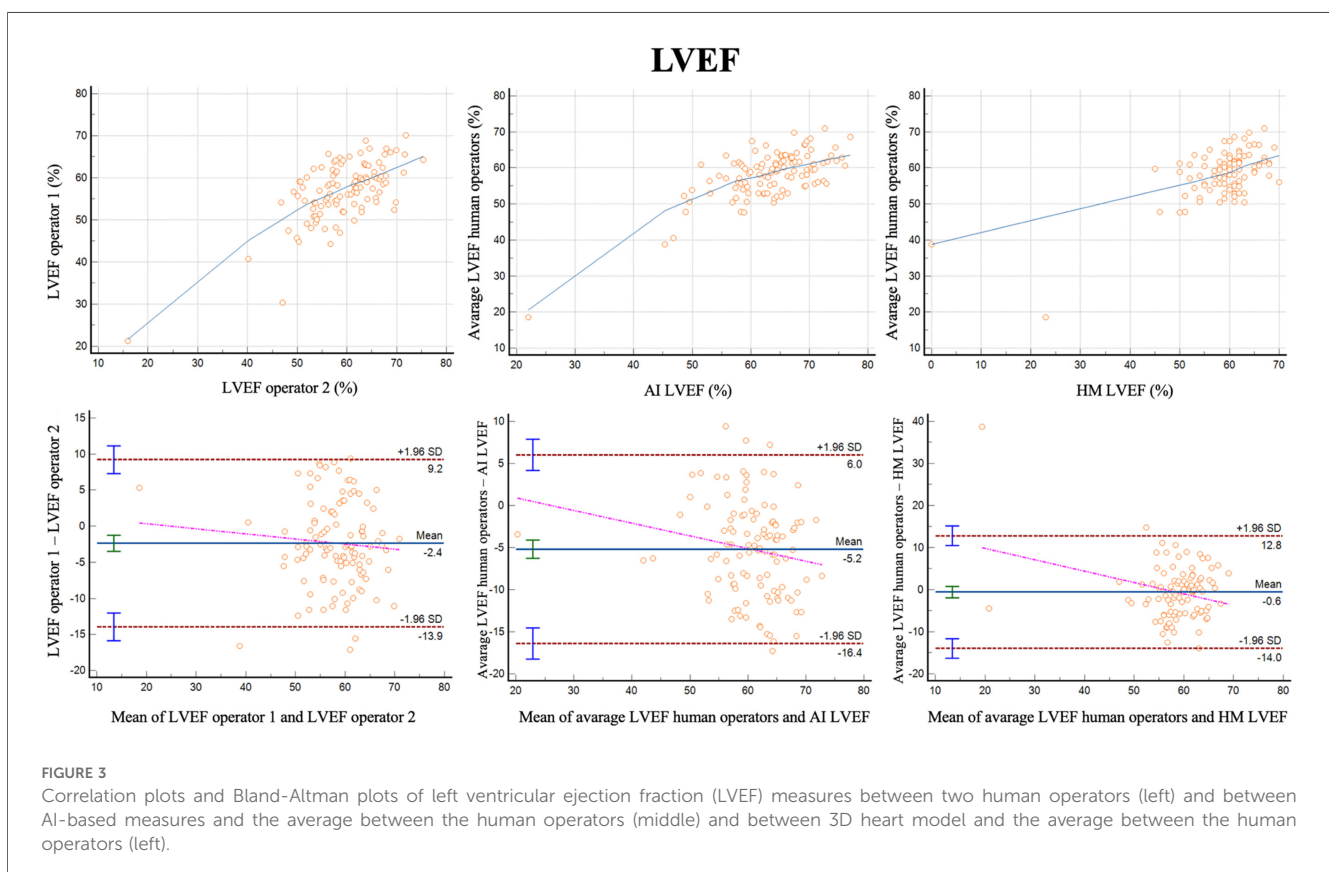 LVEF
80
70
60
50
40
30
20
10 20 30 40 50 60 70 80
LVEF operator 1 (%)
LVEF operator 2 (%)
80
70
60
50
40
30
20
10
20 30 40 50 60 70 80
Avarage LVEF human operators (%)
AI LVEF (%)
80
70
60
50
40
30
20
10
0 10 20 30 40 50 60 70
Avarage LVEF human operators (%)
HM LVEF (%)
15
10
5
0
-5
-10
-15
-20
10 20 30 40 50 60 70 80
LVEF operator 1 – LVEF operator 2
+1.96 SD
9.2
Mean
-2.4
-1.96 SD
-13.9
Mean of LVEF operator 1 and LVEF operator 2
10
5
0
-5
-10
-15
-20
20 30 40 50 60 70 80
Avarage LVEF human operators – AI LVEF
+1.96 SD
6.0
Mean
-5.2
-1.96 SD
-16.4
Mean of avarage LVEF human operators and AI LVEF
40
30
20
10
0
-10
-20
10 20 30 40 50 60 70 80
Avarage LVEF human operators – HM LVEF
+1.96 SD
12.8
Mean
-0.6
-1.96 SD
-14.0
Mean of avarage LVEF human operators and HM LVEF
FIGURE 3
Correlation plots and Bland-Altman plots of left ventricular ejection fraction (LVEF) measures between two human operators (left) and between
AI-based measures and the average between the human operators (middle) and between 3D heart model and the average between the human
operators (left).